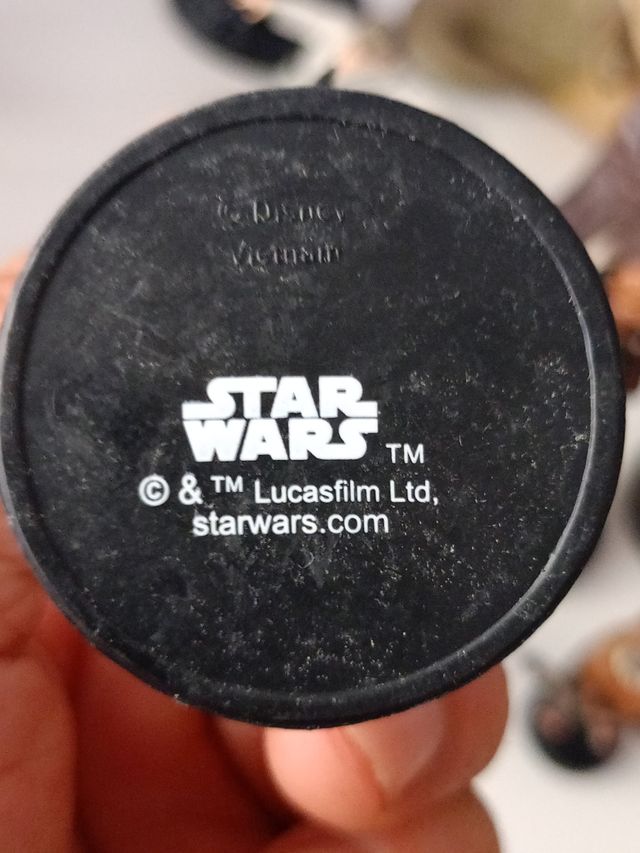 © Disney
Vietnam
STAR
WARS ™
© & ™ Lucasfilm Ltd,
starwars.com